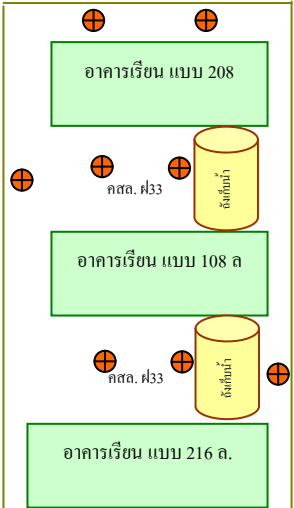 อาคารเรียน แบบ 208
คสล. ฝ33
ถังเก็บน้ำ
อาคารเรียน แบบ 108 ล
คสล. ฝ33
ถังเก็บน้ำ
อาคารเรียน แบบ 216 ล.